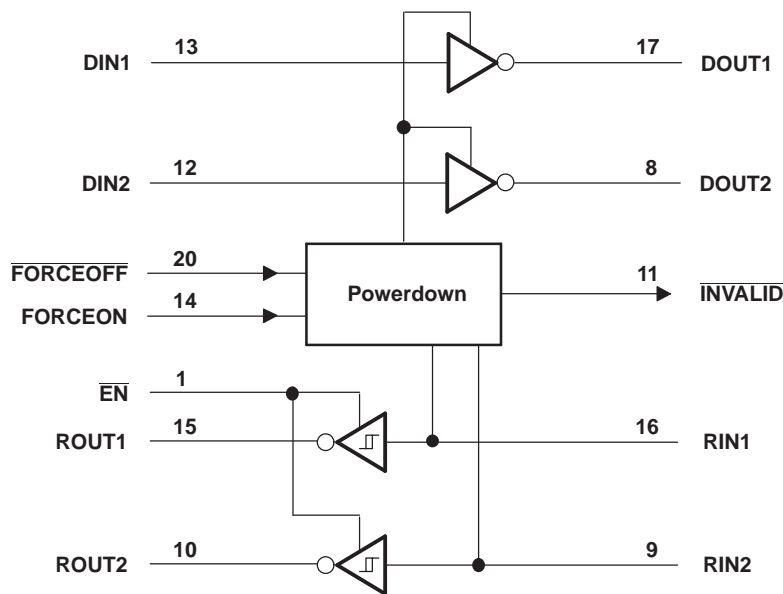 DIN1 13 17 DOUT1
DIN2 12 8 DOUT2
FORCEOFF 20
Powerdown
11 INVALID
FORCEON 14
EN 1
ROUT1 15 16 RIN1
ROUT2 10 9 RIN2